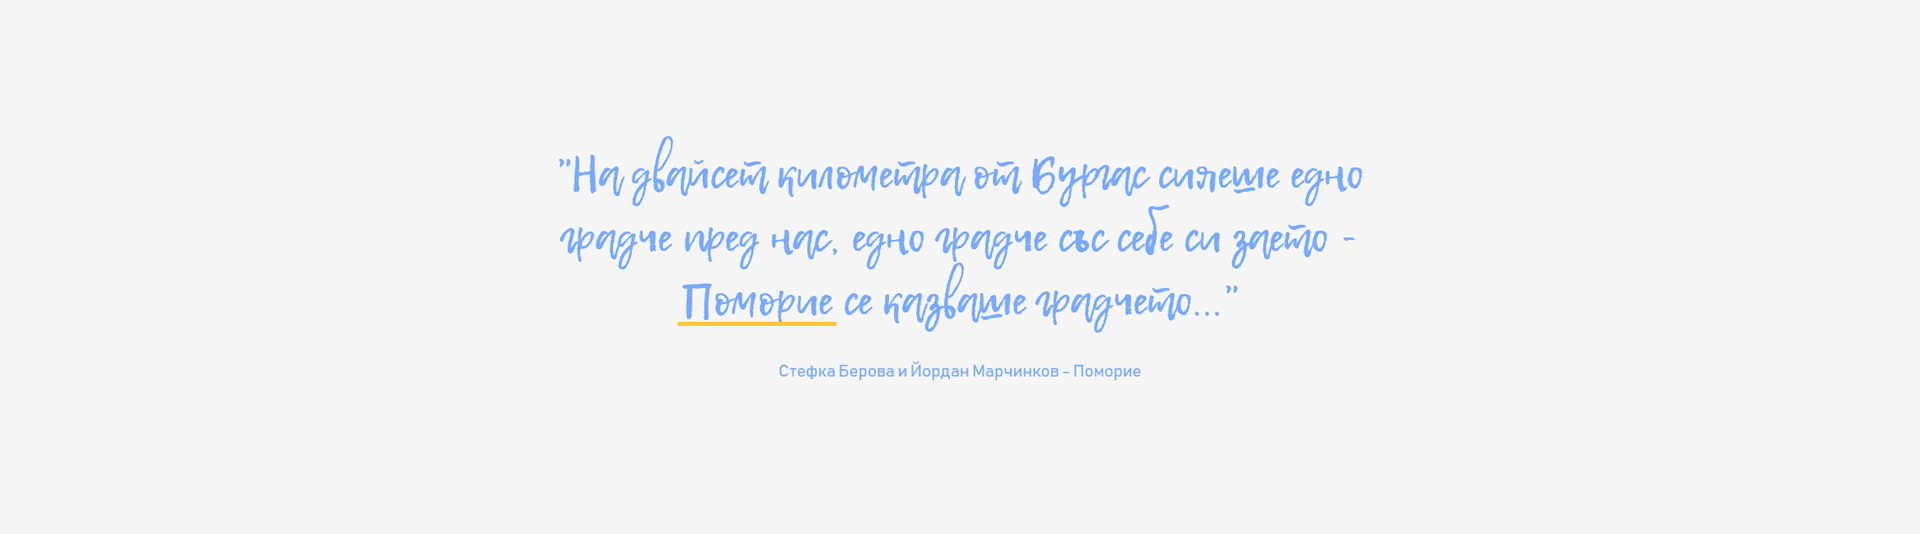 "На двайсет километра от Бургас сияеше едно
градче пред нас, едно градче със себе си заето -
Поморие се казваше градчето..."
Стефка Берова и Йордан Марчинков - Поморие